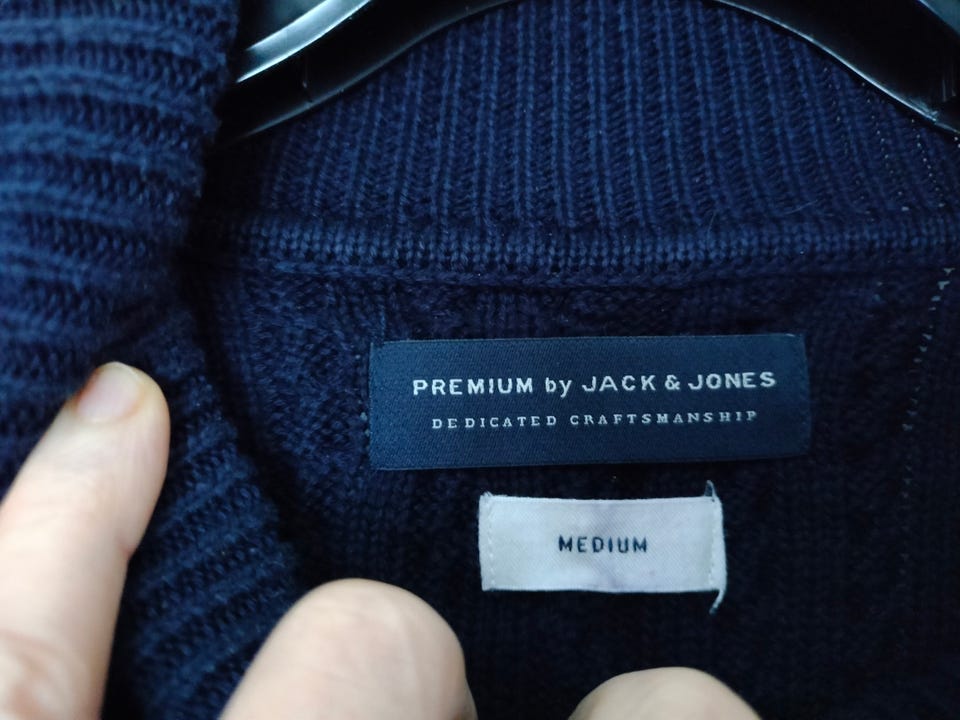 PREMIUM by JACK & JONES
DEDICATED CRAFTSMANSHIP
MEDIUM